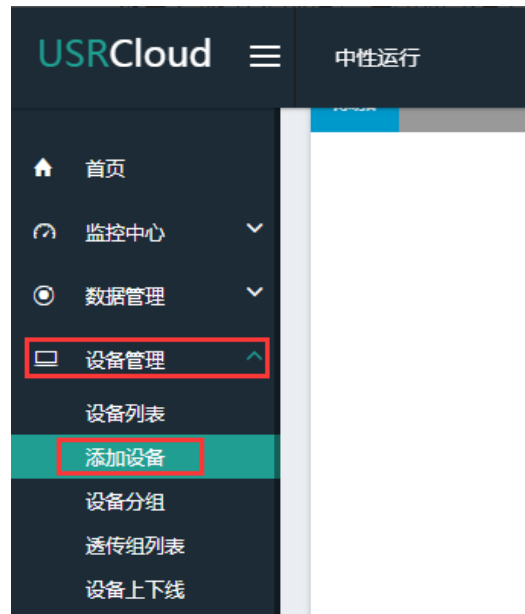 USRCloud 中性运行
首页
监控中心
数据管理
设备管理
设备列表
添加设备
设备分组
透传组列表
设备上下线